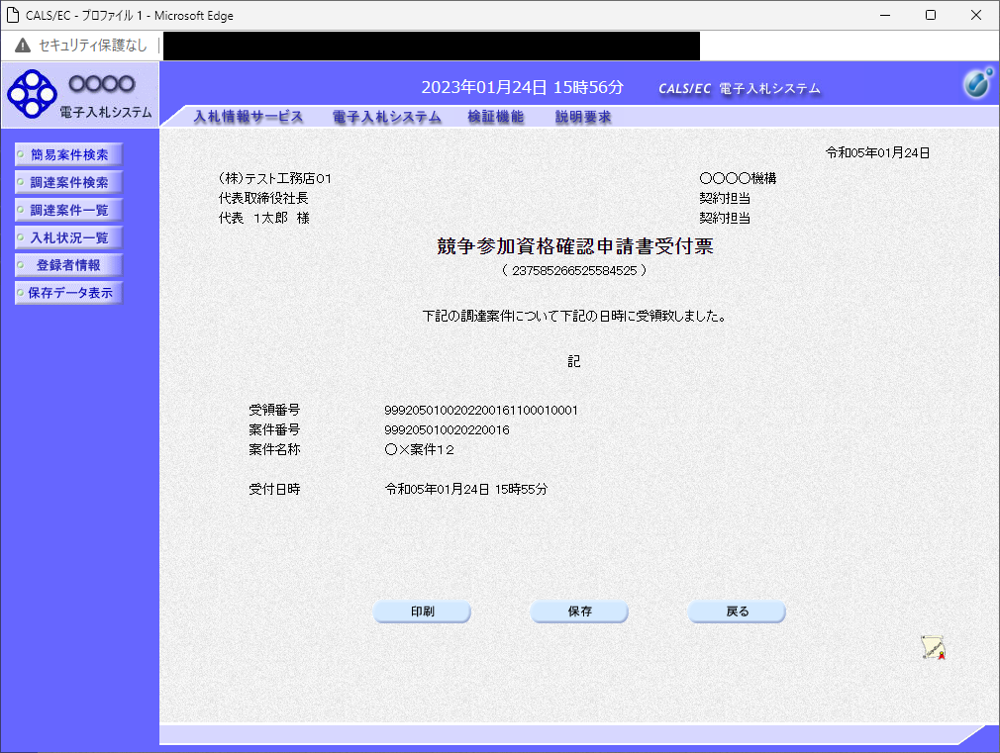 CALS/EC - プロファイル 1 - Microsoft Edge
セキュリティ保護なし
〇〇〇〇
電子入札システム
2023年01月24日 15時56分
CALS/EC 電子入札システム
入札情報サービス 電子入札システム 検証機能 説明要求
簡易案件検索
調達案件検索
調達案件一覧
入札状況一覧
登録者情報
保存データ表示
令和05年01月24日
(株)テスト工務店01
代表取締役社長
代表 1太郎 様
〇〇〇〇機構
契約担当
契約担当
競争参加資格確認申請書受付票
( 237585266525584525 )
下記の調達案件について下記の日時に受領致しました。
記
受領番号 9992050100202200161100010001
案件番号 999205010020220016
案件名称 〇×案件12
受付日時 令和05年01月24日 15時55分
印刷 保存 戻る